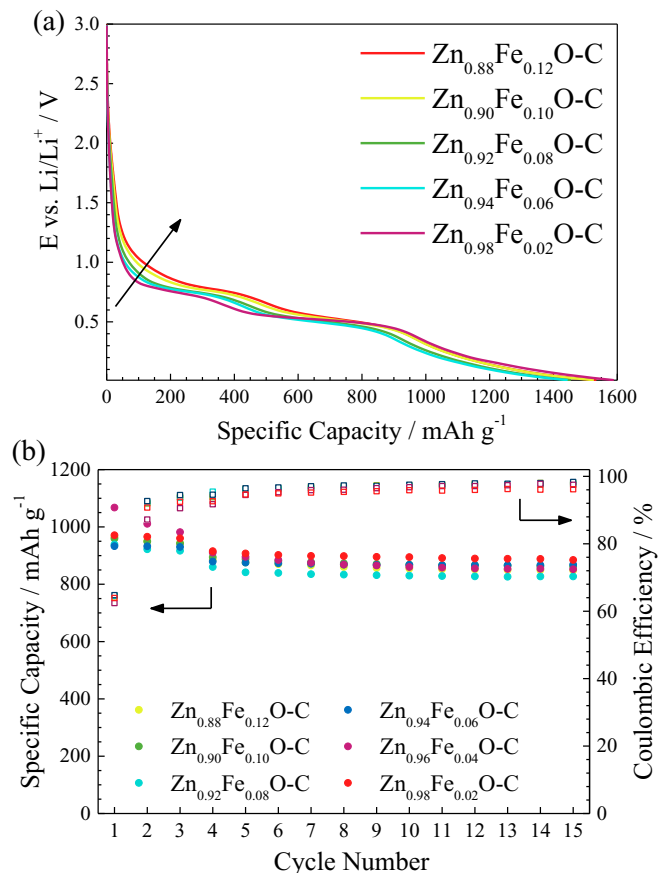 (a)
3.0
2.5
2.0
1.5
1.0
0.5
E vs. Li/Li⁺ / V
Zn₀.₈₈Fe₀.₁₂O-C
Zn₀.₉₀Fe₀.₁₀O-C
Zn₀.₉₂Fe₀.₀₈O-C
Zn₀.₉₄Fe₀.₀₆O-C
Zn₀.₉₈Fe₀.₀₂O-C
0 200 400 600 800 1000 1200 1400 1600
Specific Capacity / mAh g⁻¹
(b)
1200
1000
800
600
400
200
0
Specific Capacity / mAh g⁻¹
100
80
60
40
20
0
Coulombic Efficiency / %
Zn₀.₈₈Fe₀.₁₂O-C Zn₀.₉₄Fe₀.₀₆O-C
Zn₀.₉₀Fe₀.₁₀O-C Zn₀.₉₆Fe₀.₀₄O-C
Zn₀.₉₂Fe₀.₀₈O-C Zn₀.₉₈Fe₀.₀₂O-C
1 2 3 4 5 6 7 8 9 10 11 12 13 14 15
Cycle Number